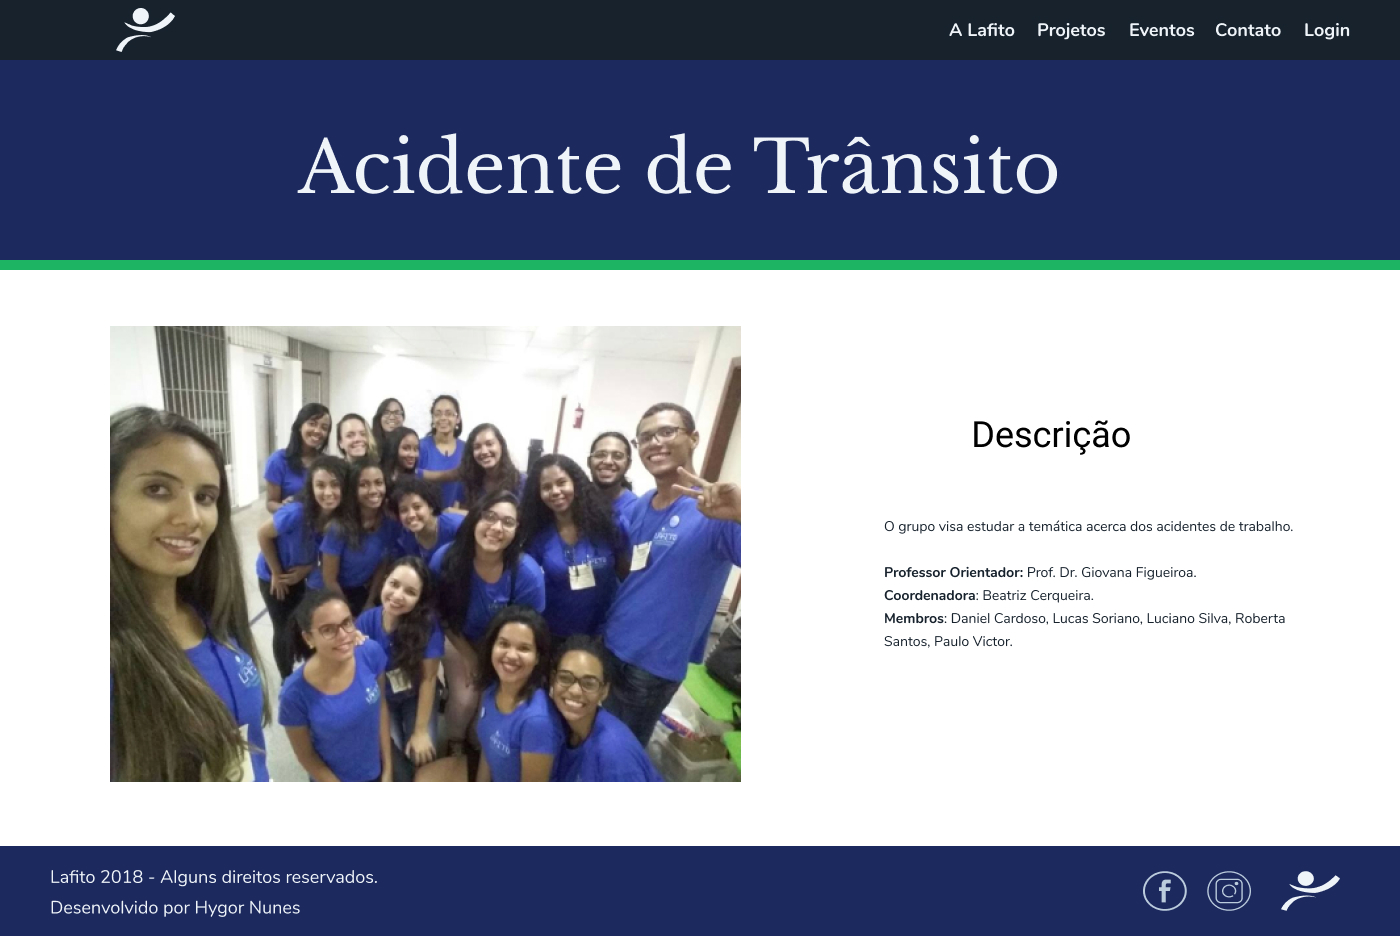 A Lafito Projetos Eventos Contato Login
Acidente de Trânsito
Descrição
O grupo visa estudar a temática acerca dos acidentes de trabalho.
Professor Orientador: Prof. Dr. Giovana Figueiroa.
Coordenadora: Beatriz Cerqueira.
Membros: Daniel Cardoso, Lucas Soriano, Luciano Silva, Roberta
Santos, Paulo Victor.
Lafito 2018 - Alguns direitos reservados.
Desenvolvido por Hygor Nunes